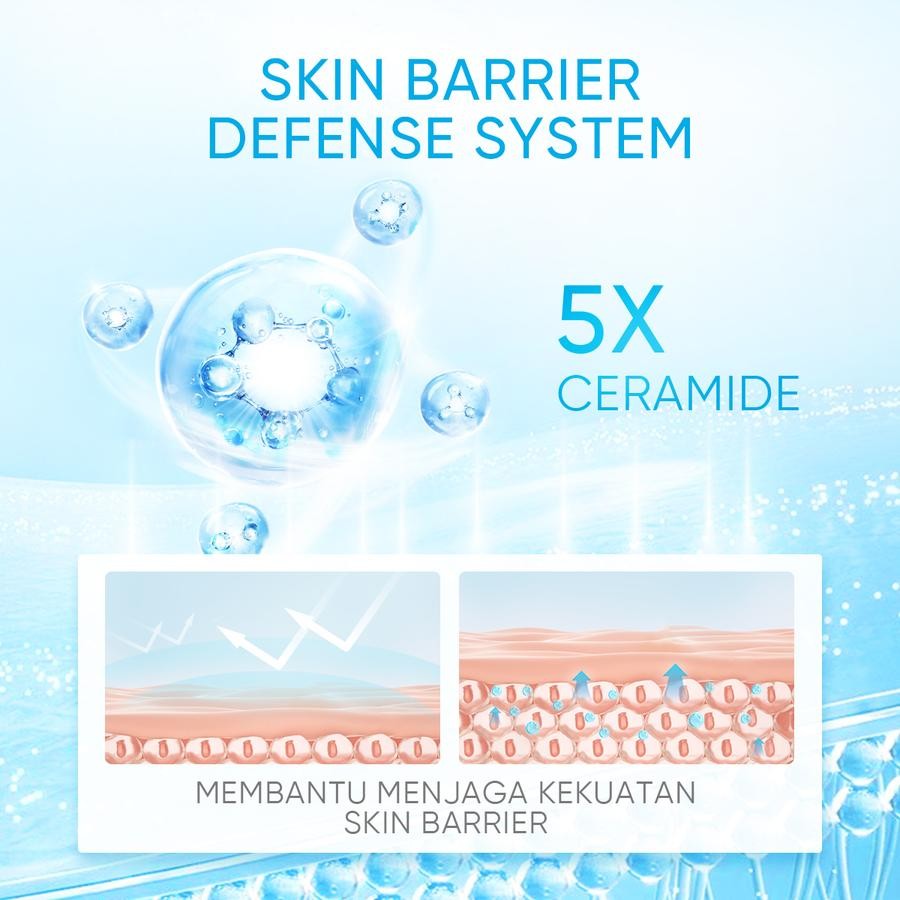 SKIN BARRIER
DEFENSE SYSTEM
5X
CERAMIDE
MEMBANTU MENJAGA KEKUATAN
SKIN BARRIER